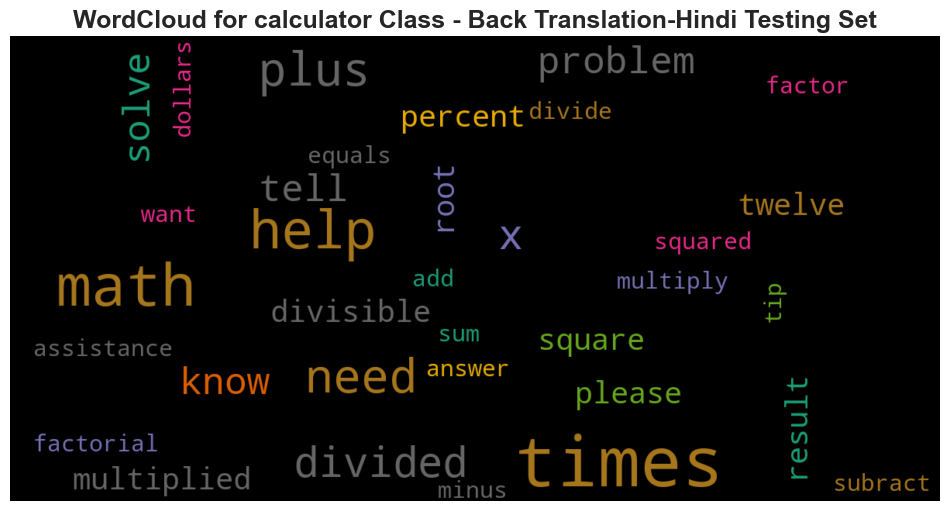 WordCloud for calculator Class - Back Translation-Hindi Testing Set
solve
dollars
plus
problem
factor
percent
divide
equals
tell
root
want
help
x
twelve
squared
math
add
multiply
divisible
tip
sum
square
assistance
know
need
answer
please
result
factorial
divided
times
multiplied
minus
subract